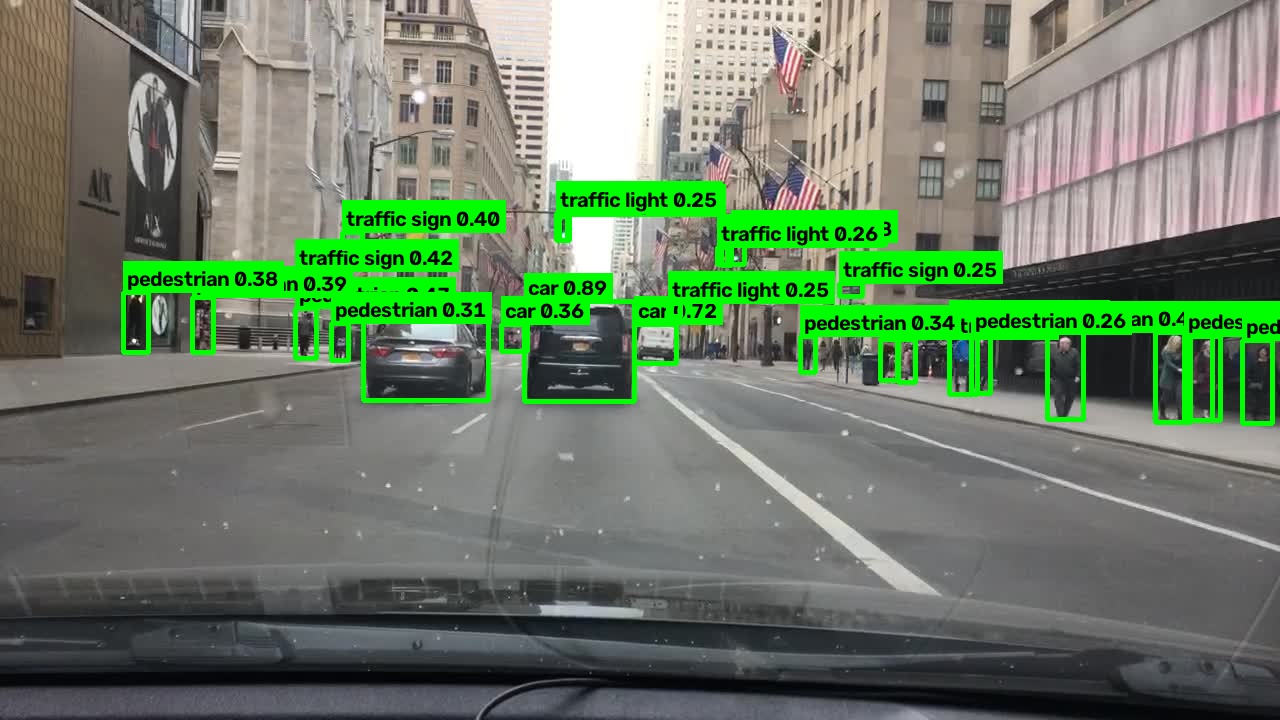 traffic light 0.25
traffic sign 0.40
traffic light 0.26
traffic sign 0.42
traffic sign 0.25
pedestrian 0.38
car 0.89
traffic light 0.25
pedestrian 0.31
car 0.36
car 0.72
pedestrian 0.34
pedestrian 0.26
A|X
A|X